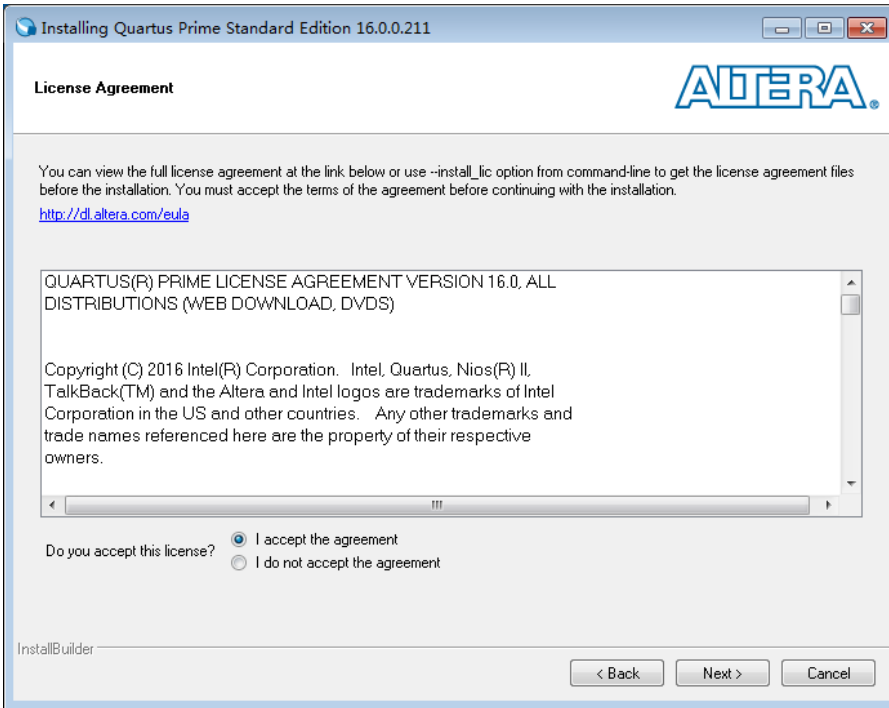 Installing Quartus Prime Standard Edition 16.0.0.211
License Agreement
ALTERA®
You can view the full license agreement at the link below or use --install_lic option from command-line to get the license agreement files
before the installation. You must accept the terms of the agreement before continuing with the installation.
http://dl.altera.com/eula
QUARTUS(R) PRIME LICENSE AGREEMENT VERSION 16.0, ALL
DISTRIBUTIONS (WEB DOWNLOAD, DVDS)
Copyright (C) 2016 Intel(R) Corporation. Intel, Quartus, Nios(R) II,
TalkBack(TM) and the Altera and Intel logos are trademarks of Intel
Corporation in the US and other countries. Any other trademarks and
trade names referenced here are the property of their respective
owners.
Do you accept this license?
I accept the agreement
I do not accept the agreement
InstallBuilder
< Back
Next >
Cancel